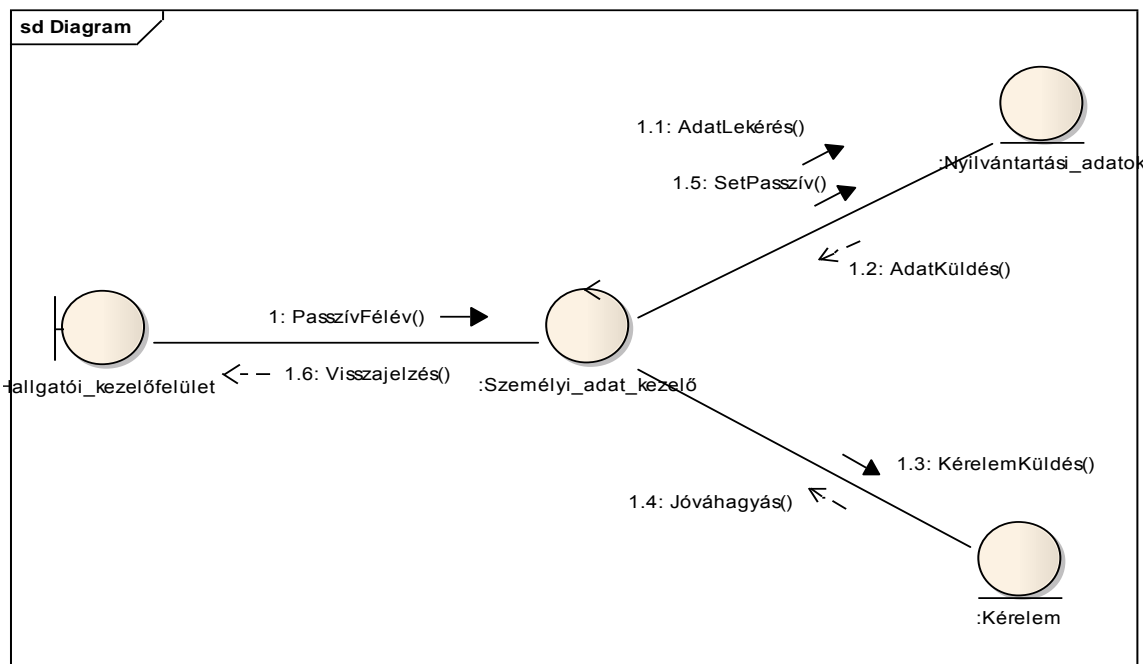 sd Diagram
1.1: AdatLekérés()
:Nyilvántartási_adatok
1.5: SetPasszív()
1.2: AdatKüldés()
1: PasszívFélév()
1.6: Visszajelzés()
Hallgatói_kezelőfelület
:Személyi_adat_kezelő
1.3: KérelemKüldés()
1.4: Jóváhagyás()
:Kérelem